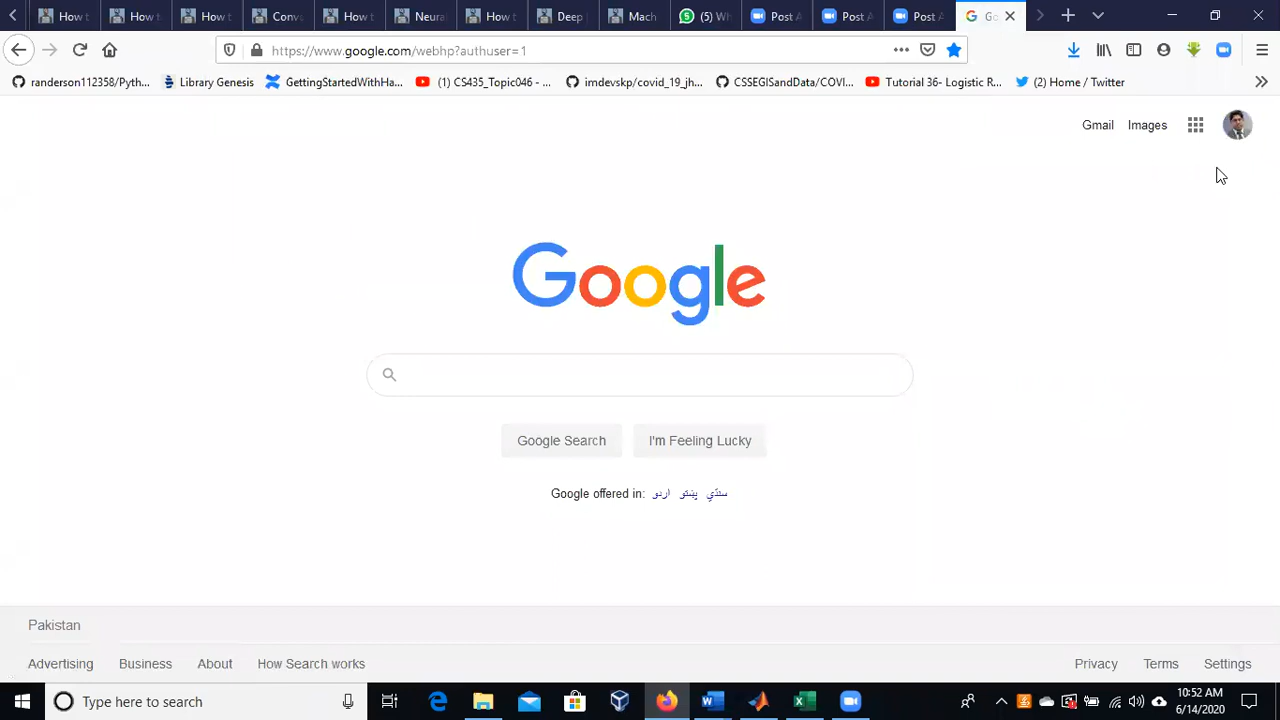 How t
How t
How t
Conv
How t
Neura
How t
Deep
Mach
(5) Wh
Post A
Post A
Post A
Go
https://www.google.com/webhp?authuser=1
randerson112358/Pyth...
Library Genesis
GettingStartedWithHa...
(1) CS435_Topic046 - ...
imdevskp/covid_19_jh...
CSSEGISandData/COVI...
Tutorial 36- Logistic R...
(2) Home / Twitter
Gmail Images
Google
Google Search
I'm Feeling Lucky
Google offered in: اردو پښتو سنڌي
Pakistan
Advertising Business About How Search works
Privacy Terms Settings
Type here to search
10:52 AM
6/14/2020